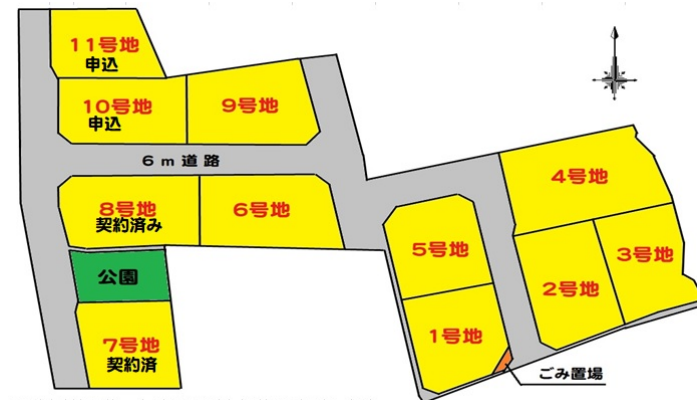 11号地
申込
10号地
申込
9号地
6m道路
8号地
契約済み
6号地
公園
7号地
契約済
4号地
5号地
3号地
2号地
1号地
ごみ置場